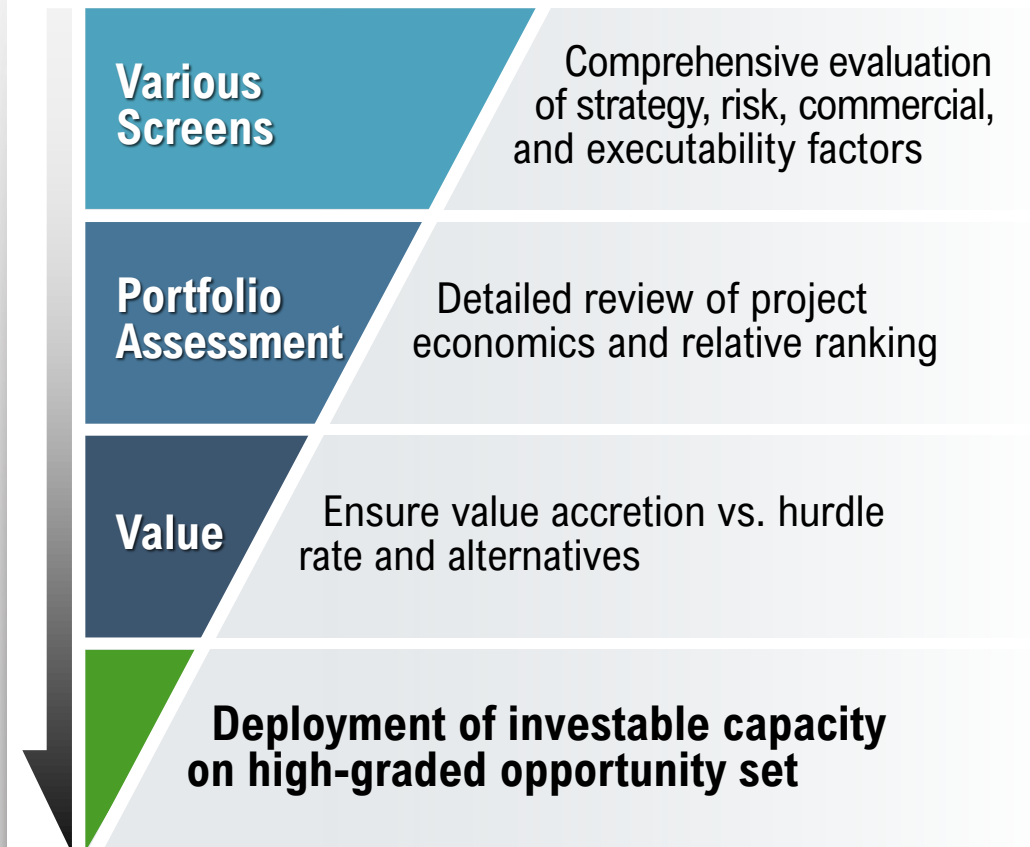 Various
Screens
Comprehensive evaluation
of strategy, risk, commercial,
and executability factors
Portfolio
Assessment
Detailed review of project
economics and relative ranking
Value
Ensure value accretion vs. hurdle
rate and alternatives
Deployment of investable capacity
on high-graded opportunity set